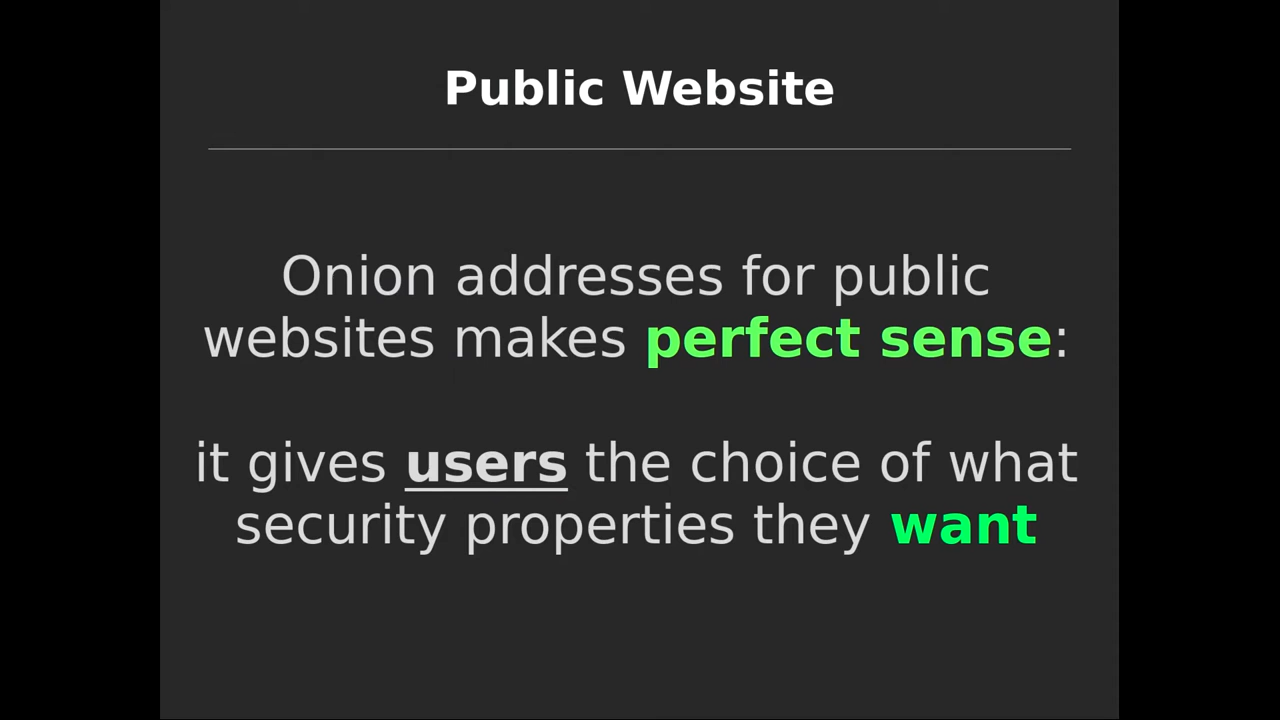 Public Website
Onion addresses for public
websites makes perfect sense:
it gives users the choice of what
security properties they want